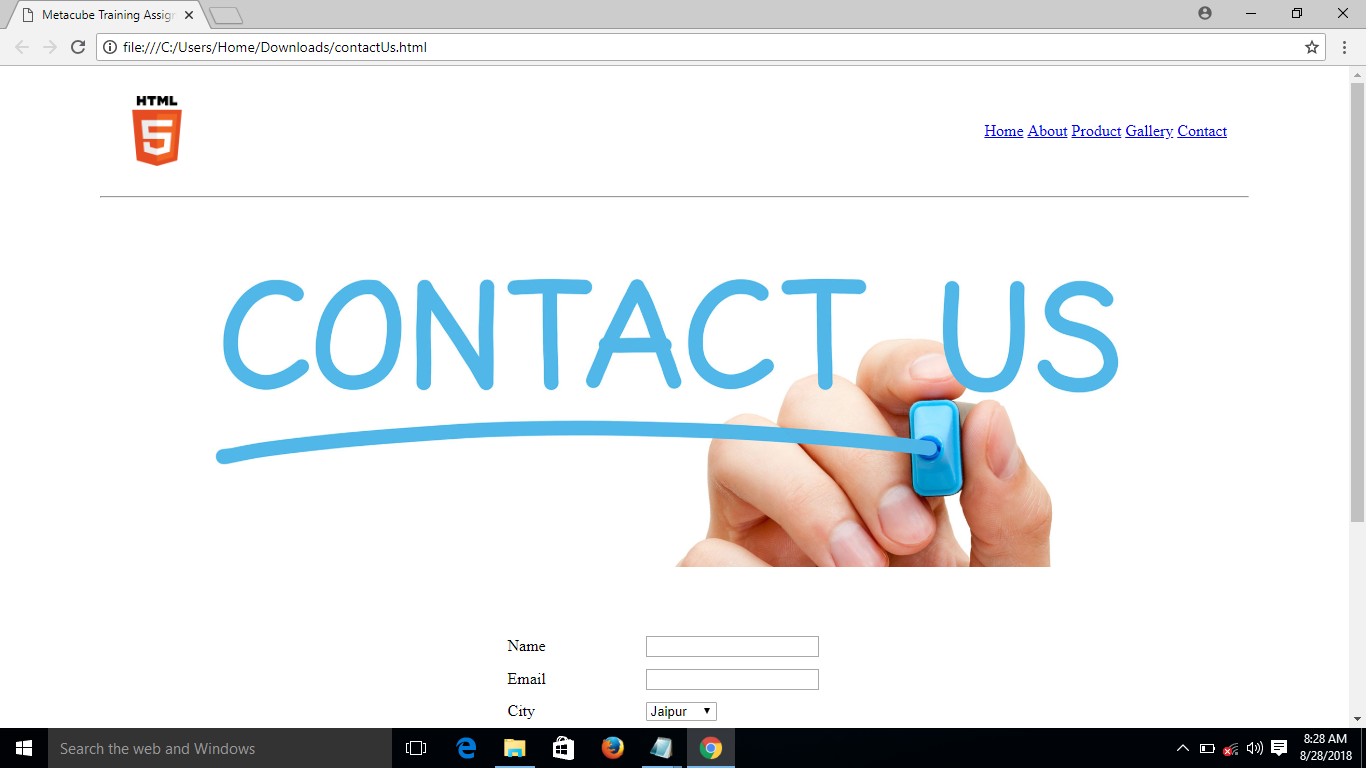 Metacube Training Assig
file:///C:/Users/Home/Downloads/contactUs.html
HTML
5
Home About Product Gallery Contact
CONTACT US
Name
Email
City Jaipur
Search the web and Windows
8:28 AM
8/28/2018